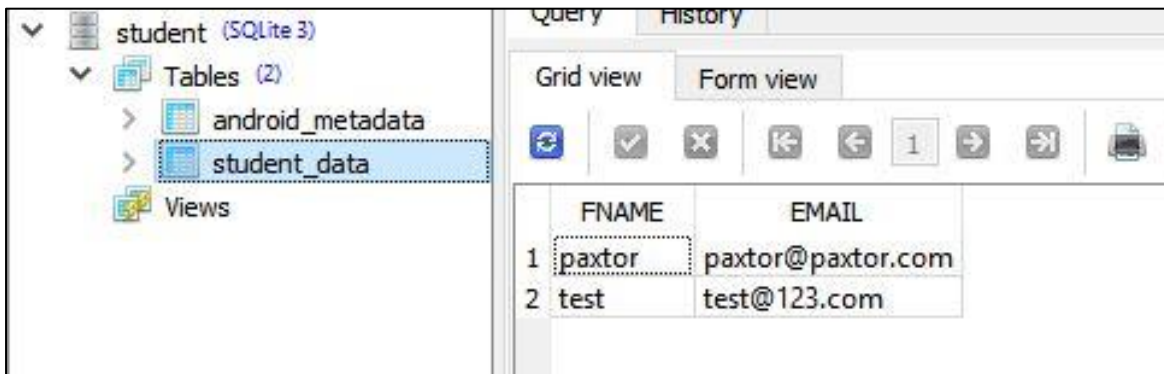 student (SQLite 3)
Tables (2)
android_metadata
student_data
Views
Query History
Grid view Form view
1
FNAME EMAIL
1 paxtor paxtor@paxtor.com
2 test test@123.com